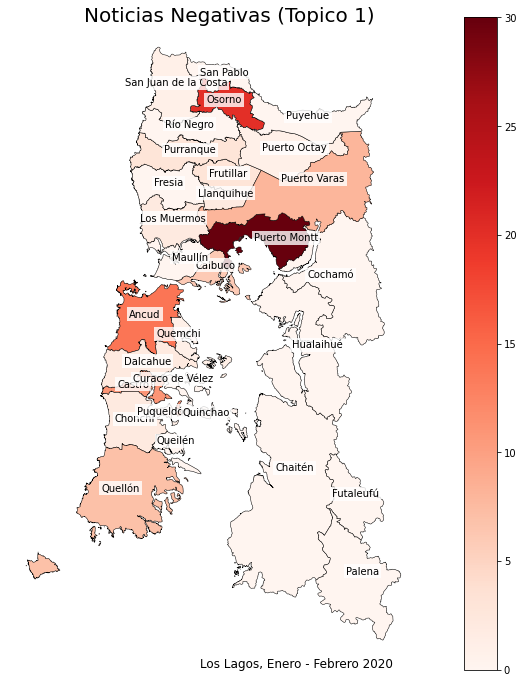 Noticias Negativas (Topico 1)
San Pablo
San Juan de la Costa
Osorno
Puyehue
Río Negro
Purranque
Puerto Octay
Frutillar
Puerto Varas
Fresia
Llanquihue
Los Muermos
Puerto Montt
Maullín
Calbuco
Cochamó
Ancud
Quemchi
Hualaihué
Dalcahue
Curaco de Vélez
Castro
Puqueldón
Quinchao
Chonchi
Queilén
Chaitén
Quellón
Futaleufú
Palena
Los Lagos, Enero - Febrero 2020
30
25
20
15
10
5
0